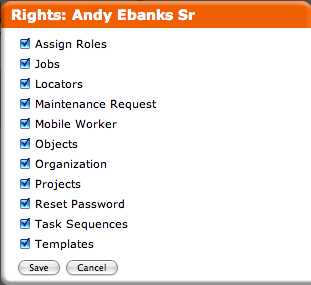 Rights: Andy Ebanks Sr
Assign Roles
Jobs
Locators
Maintenance Request
Mobile Worker
Objects
Organization
Projects
Reset Password
Task Sequences
Templates
Save Cancel